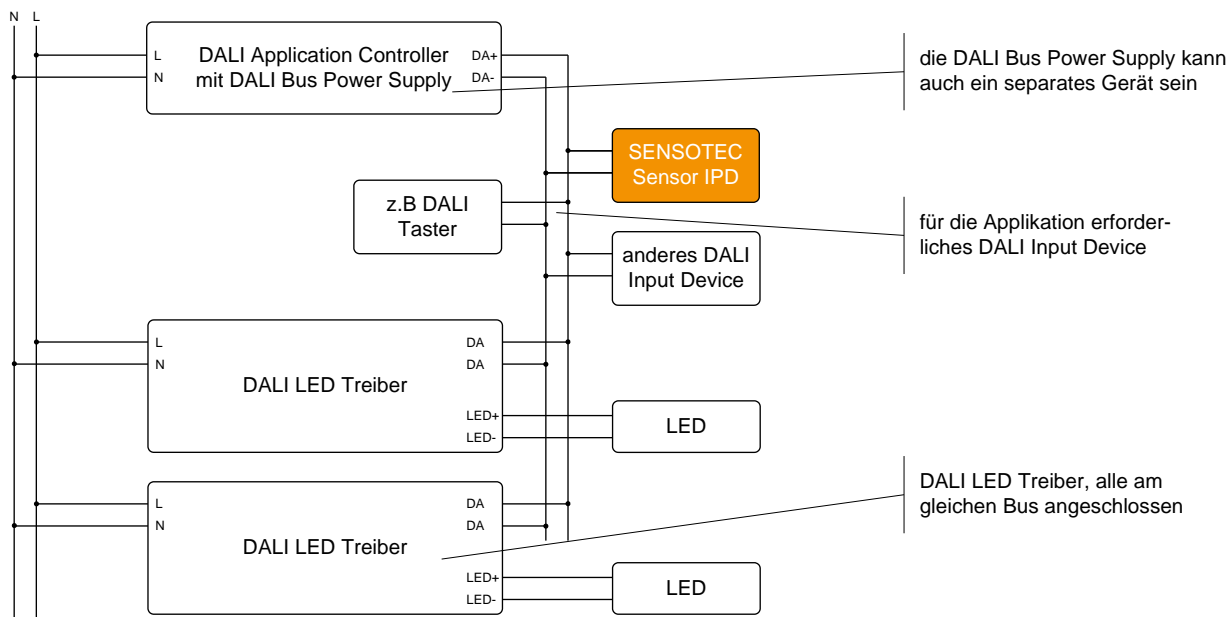 N L
L
DALI Application Controller
DA+
N
mit DALI Bus Power Supply
DA-
die DALI Bus Power Supply kann
auch ein separates Gerät sein
SENSOTEC
Sensor IPD
z.B DALI
Taster
für die Applikation erforder-
liches DALI Input Device
anderes DALI
Input Device
L
DA
N
DA
DALI LED Treiber
LED+
LED-
LED
DALI LED Treiber, alle am
gleichen Bus angeschlossen
L
DA
N
DA
DALI LED Treiber
LED+
LED-
LED